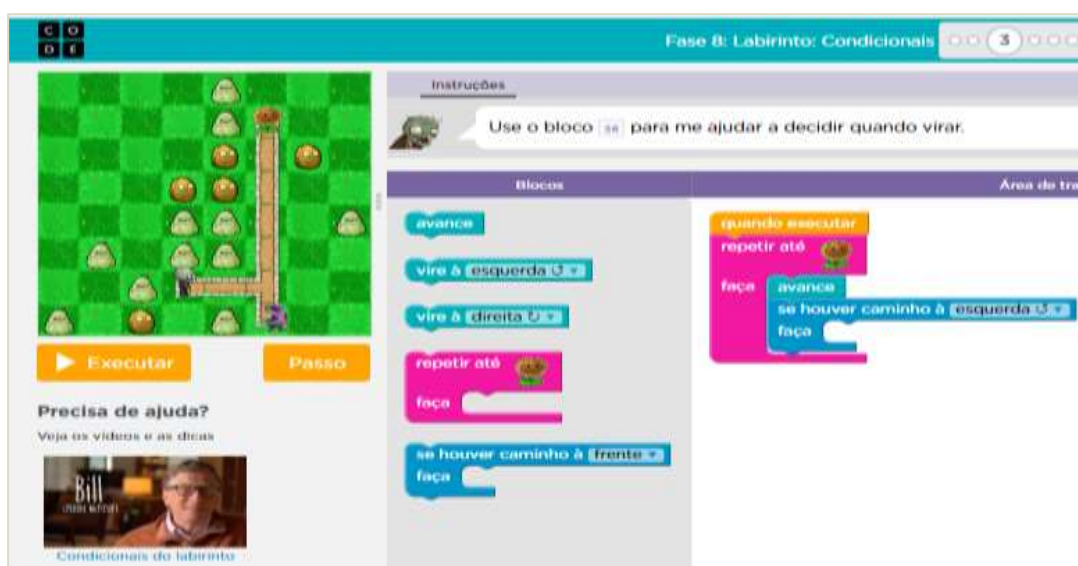 C O
D E
Fase 8: Labirinto: Condicionais
3
Instruções
Use o bloco se para me ajudar a decidir quando virar.
Blocos
Área de tra
avance
vire à esquerda ↺ ▾
vire à direita ↻ ▾
repetir até
faça
se houver caminho à frente ▾
faça
quando executar
repetir até
faça
avance
se houver caminho à esquerda ↺ ▾
faça
Executar
Passo
Precisa de ajuda?
Veja os vídeos e as dicas
Bill
Condicionais do labirinto